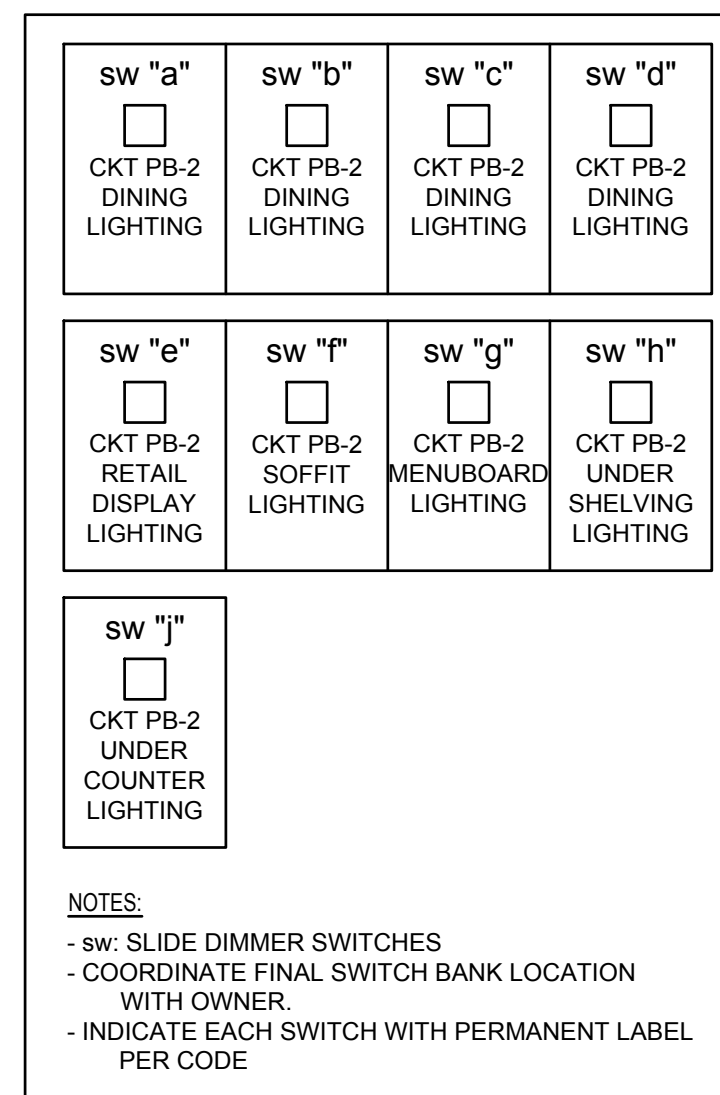 sw "a"
CKT PB-2
DINING
LIGHTING
sw "b"
CKT PB-2
DINING
LIGHTING
sw "c"
CKT PB-2
DINING
LIGHTING
sw "d"
CKT PB-2
DINING
LIGHTING
sw "e"
CKT PB-2
RETAIL
DISPLAY
LIGHTING
sw "f"
CKT PB-2
SOFFIT
LIGHTING
sw "g"
CKT PB-2
MENUBOARD
LIGHTING
sw "h"
CKT PB-2
UNDER
SHELVING
LIGHTING
sw "j"
CKT PB-2
UNDER
COUNTER
LIGHTING
NOTES:
- sw: SLIDE DIMMER SWITCHES
- COORDINATE FINAL SWITCH BANK LOCATION
WITH OWNER.
- INDICATE EACH SWITCH WITH PERMANENT LABEL
PER CODE